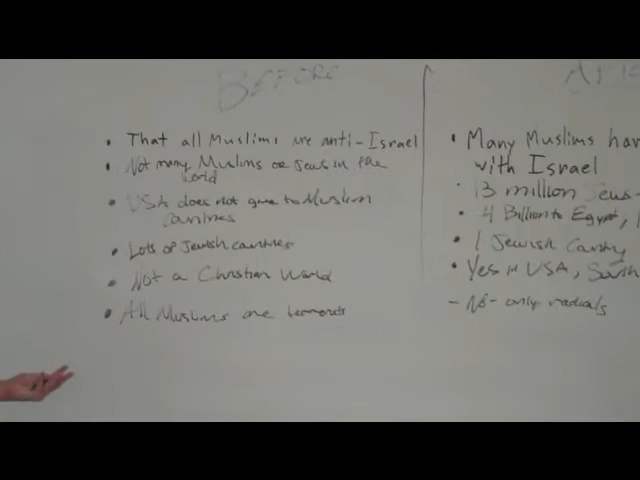 BEFORE
• That all Muslims are anti-Israel
• Not many Muslims or Jews in the
world
• USA does not give to Muslim
countries
• Lots of Jewish countries
• Not a Christian World
• All Muslims are terrorists
• Many Muslims hav
with Israel
• 13 million Jews
• 4 Billion to Egypt,
• 1 Jewish Country
• Yes in USA, South
- No - only radicals